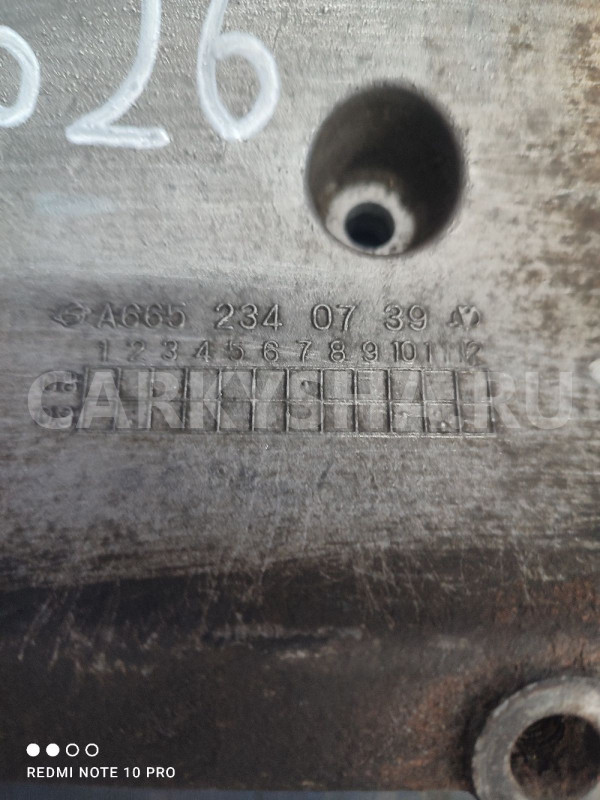 626
A665 234 07 39
1 2 3 4 5 6 7 8 9 10 11 12
CARKYSHA.RU
REDMI NOTE 10 PRO